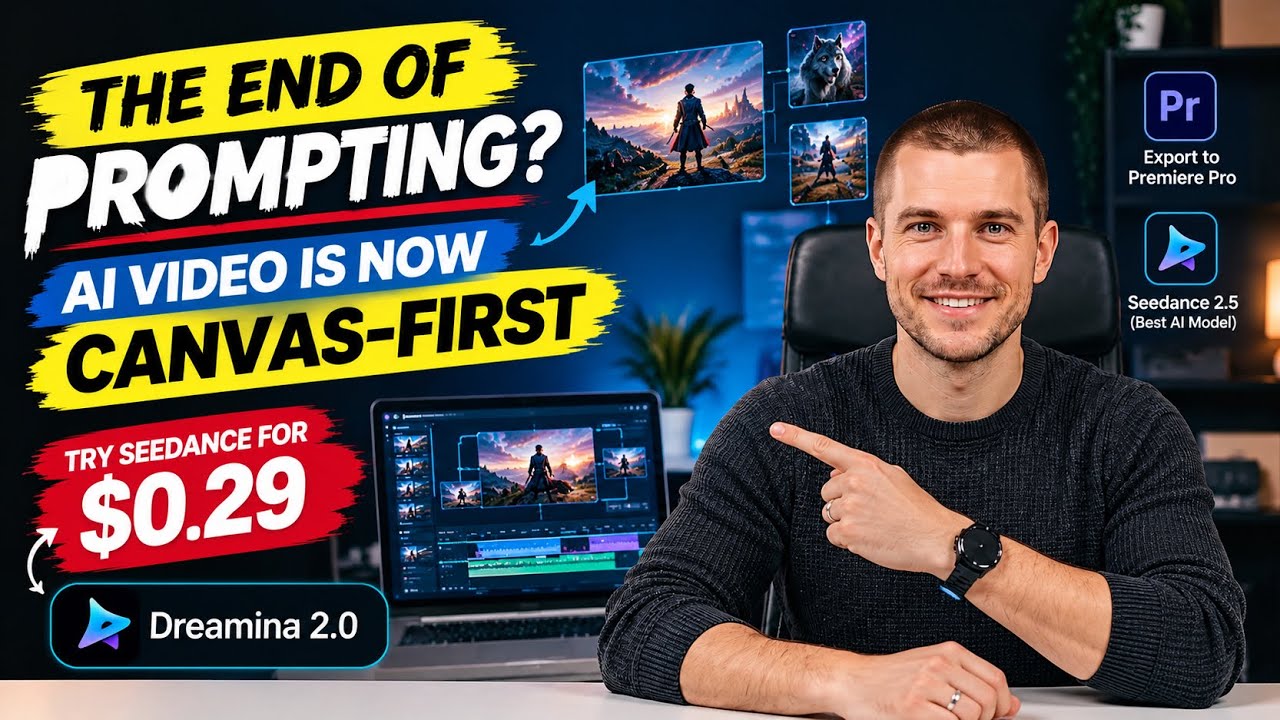 THE END OF
PROMPTING?
AI VIDEO IS NOW
CANVAS-FIRST
TRY SEEDANCE FOR
$0.29
Dreamina 2.0
Pr
Export to
Premiere Pro
Seedance 2.5
(Best AI Model)